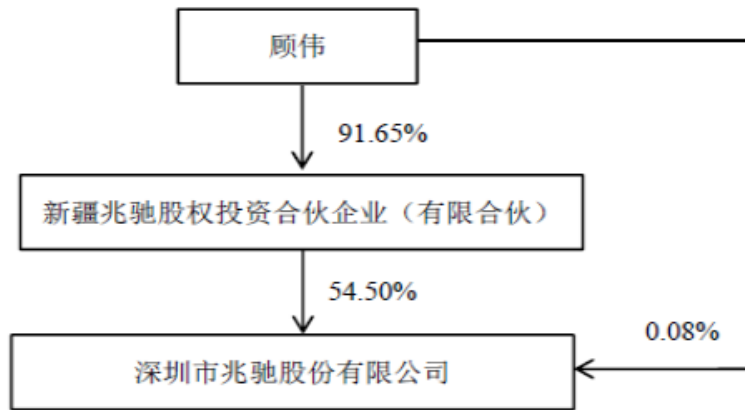 顾伟
91.65%
新疆兆驰股权投资合伙企业（有限合伙）
54.50%
0.08%
深圳市兆驰股份有限公司